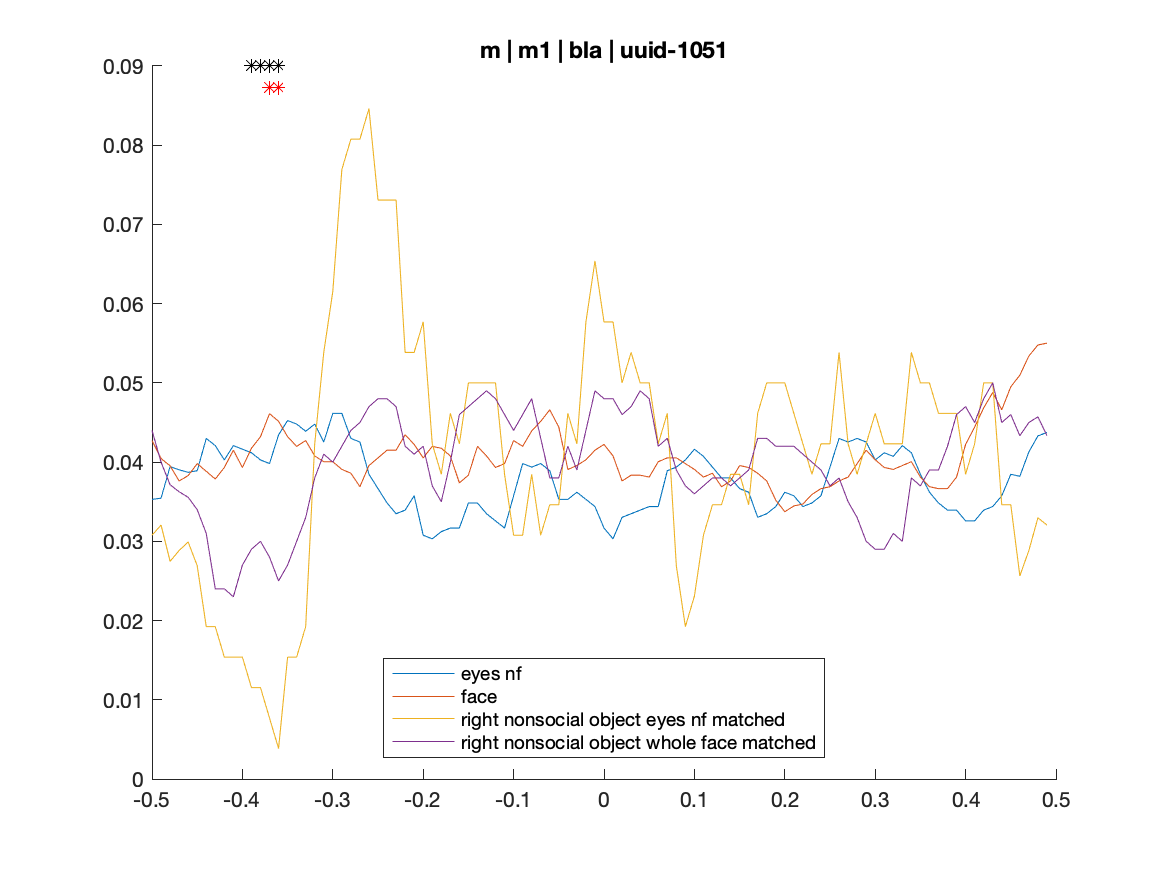 m | m1 | bla | uuid-1051
0.09
0.08
0.07
0.06
0.05
0.04
0.03
0.02
0.01
0
eyes nf
face
right nonsocial object eyes nf matched
right nonsocial object whole face matched
-0.5 -0.4 -0.3 -0.2 -0.1 0 0.1 0.2 0.3 0.4 0.5